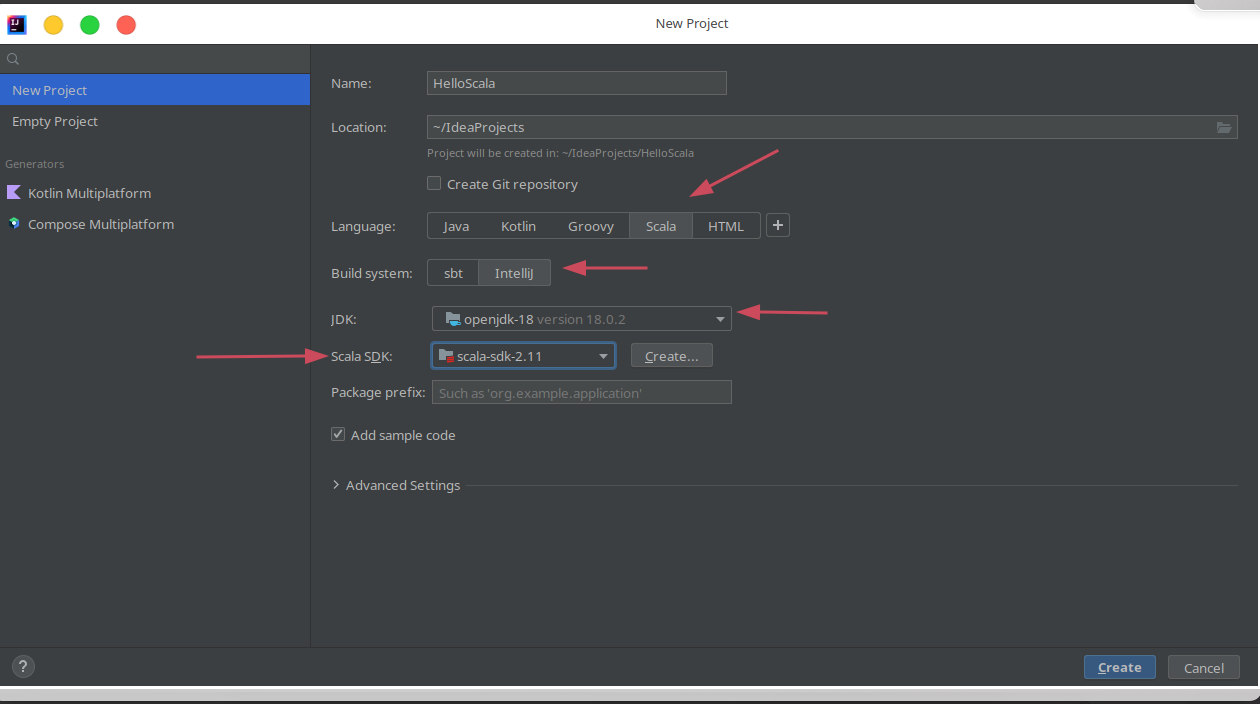 New Project
New Project
Empty Project
Generators
Kotlin Multiplatform
Compose Multiplatform
Name: HelloScala
Location: ~/IdeaProjects
Project will be created in: ~/IdeaProjects/HelloScala
Create Git repository
Language: Java Kotlin Groovy Scala HTML +
Build system: sbt IntelliJ
JDK: openjdk-18 version 18.0.2
Scala SDK: scala-sdk-2.11 Create...
Package prefix: Such as 'org.example.application'
Add sample code
Advanced Settings
? Create Cancel